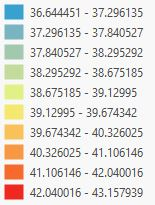 36.644451 - 37.296135
37.296135 - 37.840527
37.840527 - 38.295292
38.295292 - 38.675185
38.675185 - 39.12995
39.12995 - 39.674342
39.674342 - 40.326025
40.326025 - 41.106146
41.106146 - 42.040016
42.040016 - 43.157939